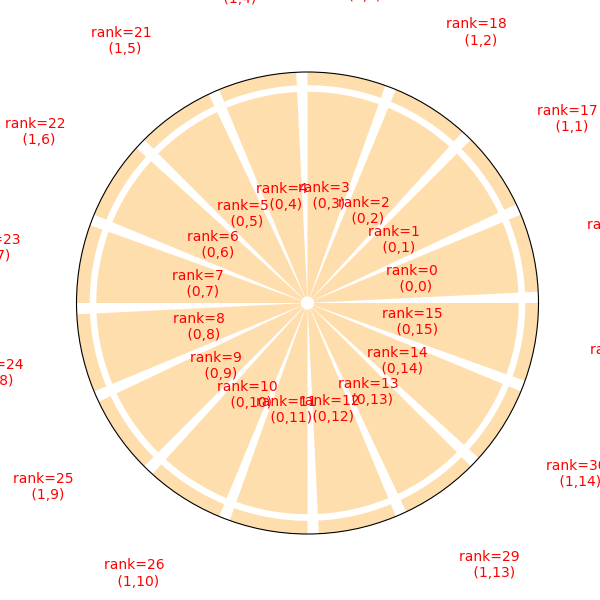 (1,4)
rank=18
(1,2)
rank=21
(1,5)
rank=17
(1,1)
rank=22
(1,6)
rank=4
(0,4)
rank=3
(0,3)
rank=2
(0,2)
rank=5
(0,5)
rank=1
(0,1)
rank=6
(0,6)
rank=0
(0,0)
rank=7
(0,7)
rank=15
(0,15)
rank=8
(0,8)
rank=14
(0,14)
rank=9
(0,9)
rank=13
(0,13)
rank=10
(0,10)
rank=11
(0,11)
rank=12
(0,12)
23
7)
ra
=24
8)
ra
rank=25
(1,9)
rank=30
(1,14)
rank=26
(1,10)
rank=29
(1,13)